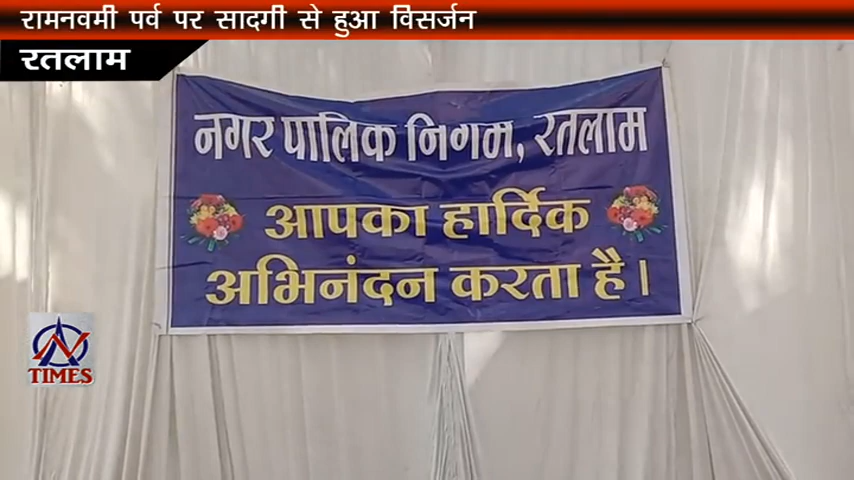 रामनवमी पर्व पर सादगी से हुआ विसर्जन
रतलाम
नगर पालिक निगम, रतलाम
आपका हार्दिक
अभिनंदन करता है।
TIMES